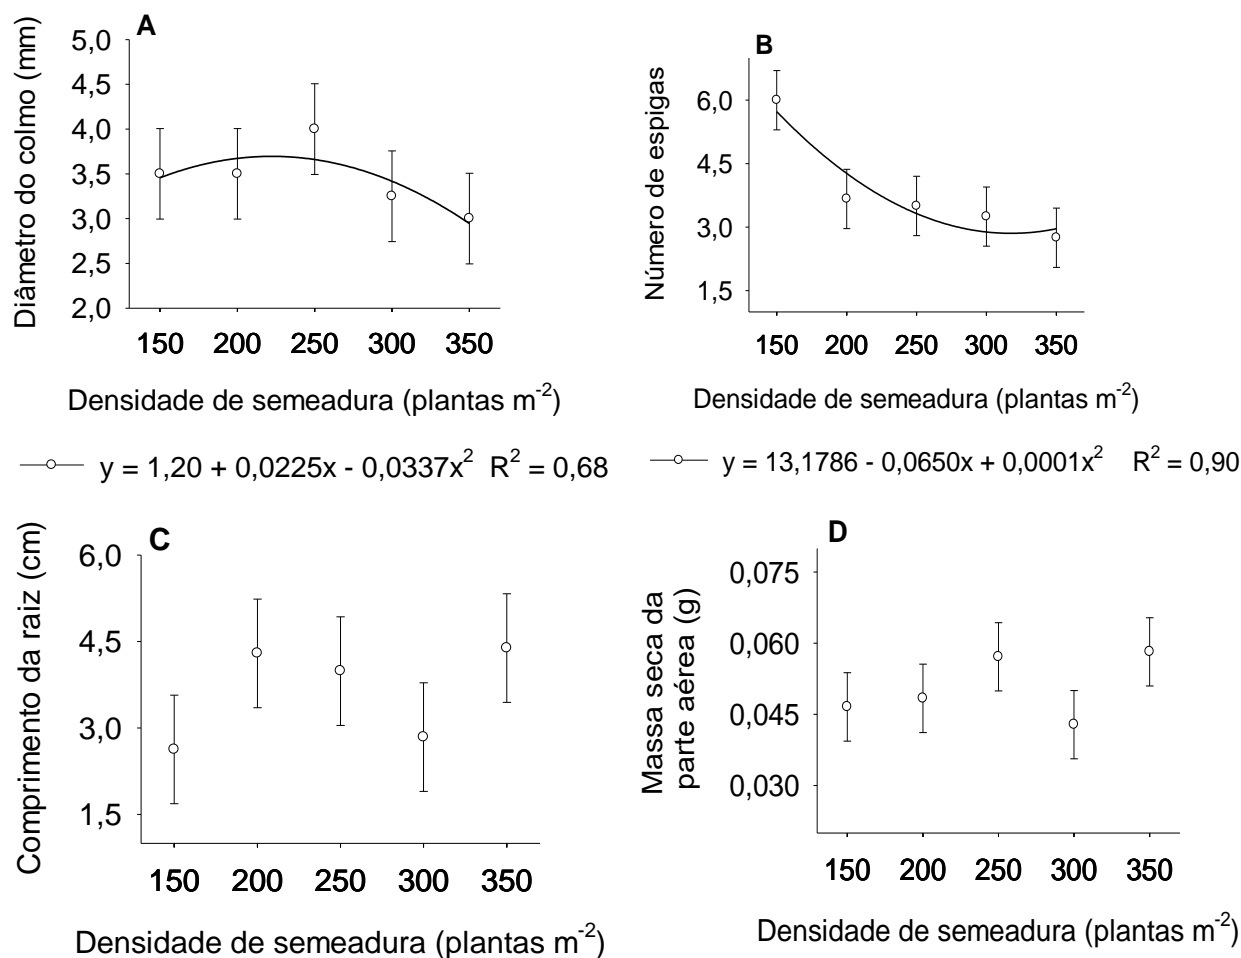 A
Diâmetro do colmo (mm)
5,0
4,5
4,0
3,5
3,0
2,5
2,0
150 200 250 300 350
Densidade de semeadura (plantas m-2)
y = 1,20 + 0,0225x - 0,0337x2 R2 = 0,68
B
Número de espigas
6,0
4,5
3,0
1,5
150 200 250 300 350
Densidade de semeadura (plantas m-2)
y = 13,1786 - 0,0650x + 0,0001x2 R2 = 0,90
C
Comprimento da raiz (cm)
6,0
4,5
3,0
1,5
150 200 250 300 350
Densidade de semeadura (plantas m-2)
D
Massa seca da
parte aérea (g)
0,075
0,060
0,045
0,030
150 200 250 300 350
Densidade de semeadura (plantas m-2)